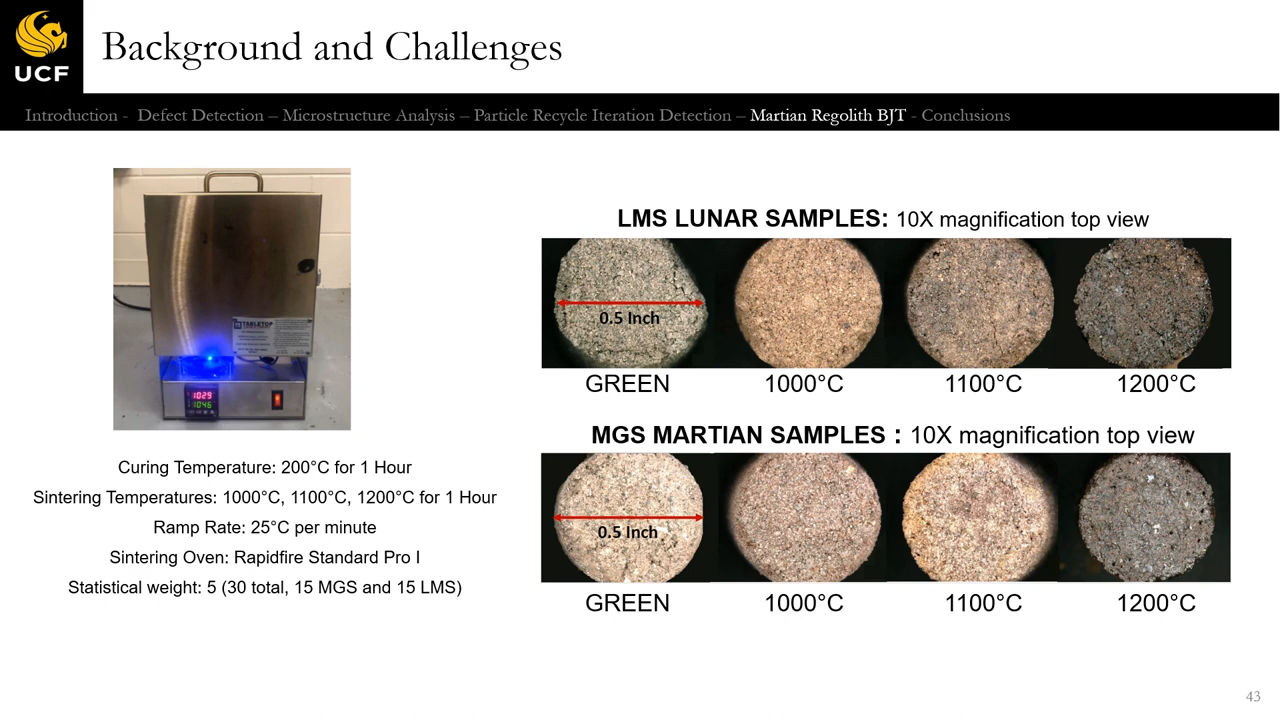 UCF
Background and Challenges
Introduction - Defect Detection – Microstructure Analysis – Particle Recycle Iteration Detection – Martian Regolith BJT - Conclusions
TABLETOP
1029
1046
Curing Temperature: 200°C for 1 Hour
Sintering Temperatures: 1000°C, 1100°C, 1200°C for 1 Hour
Ramp Rate: 25°C per minute
Sintering Oven: Rapidfire Standard Pro I
Statistical weight: 5 (30 total, 15 MGS and 15 LMS)
LMS LUNAR SAMPLES: 10X magnification top view
0.5 Inch
GREEN 1000°C 1100°C 1200°C
MGS MARTIAN SAMPLES : 10X magnification top view
0.5 Inch
GREEN 1000°C 1100°C 1200°C
43